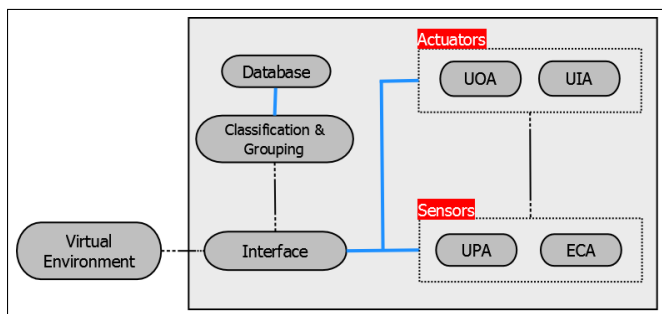 Actuators
Database
UOA
UIA
Classification &
Grouping
Sensors
Virtual
Environment
Interface
UPA
ECA